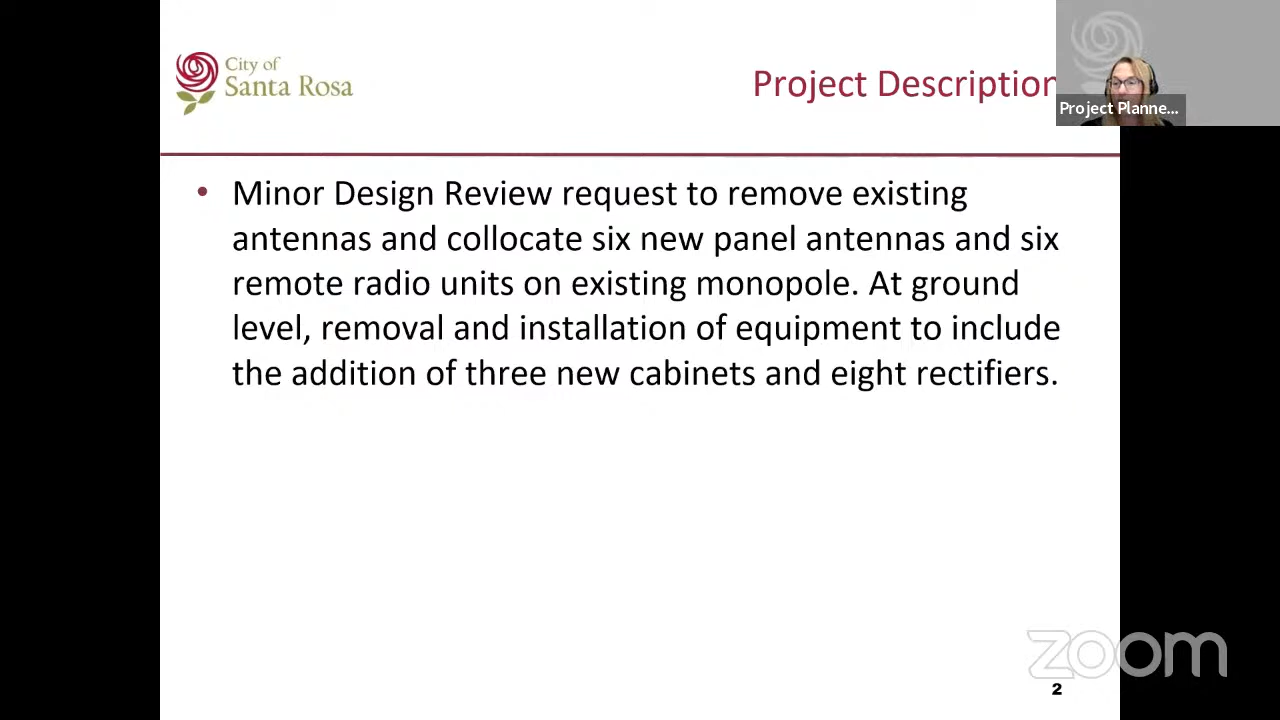 City of
Santa Rosa
Project Description
Project Planne...
• Minor Design Review request to remove existing
antennas and collocate six new panel antennas and six
remote radio units on existing monopole. At ground
level, removal and installation of equipment to include
the addition of three new cabinets and eight rectifiers.
zoom
2